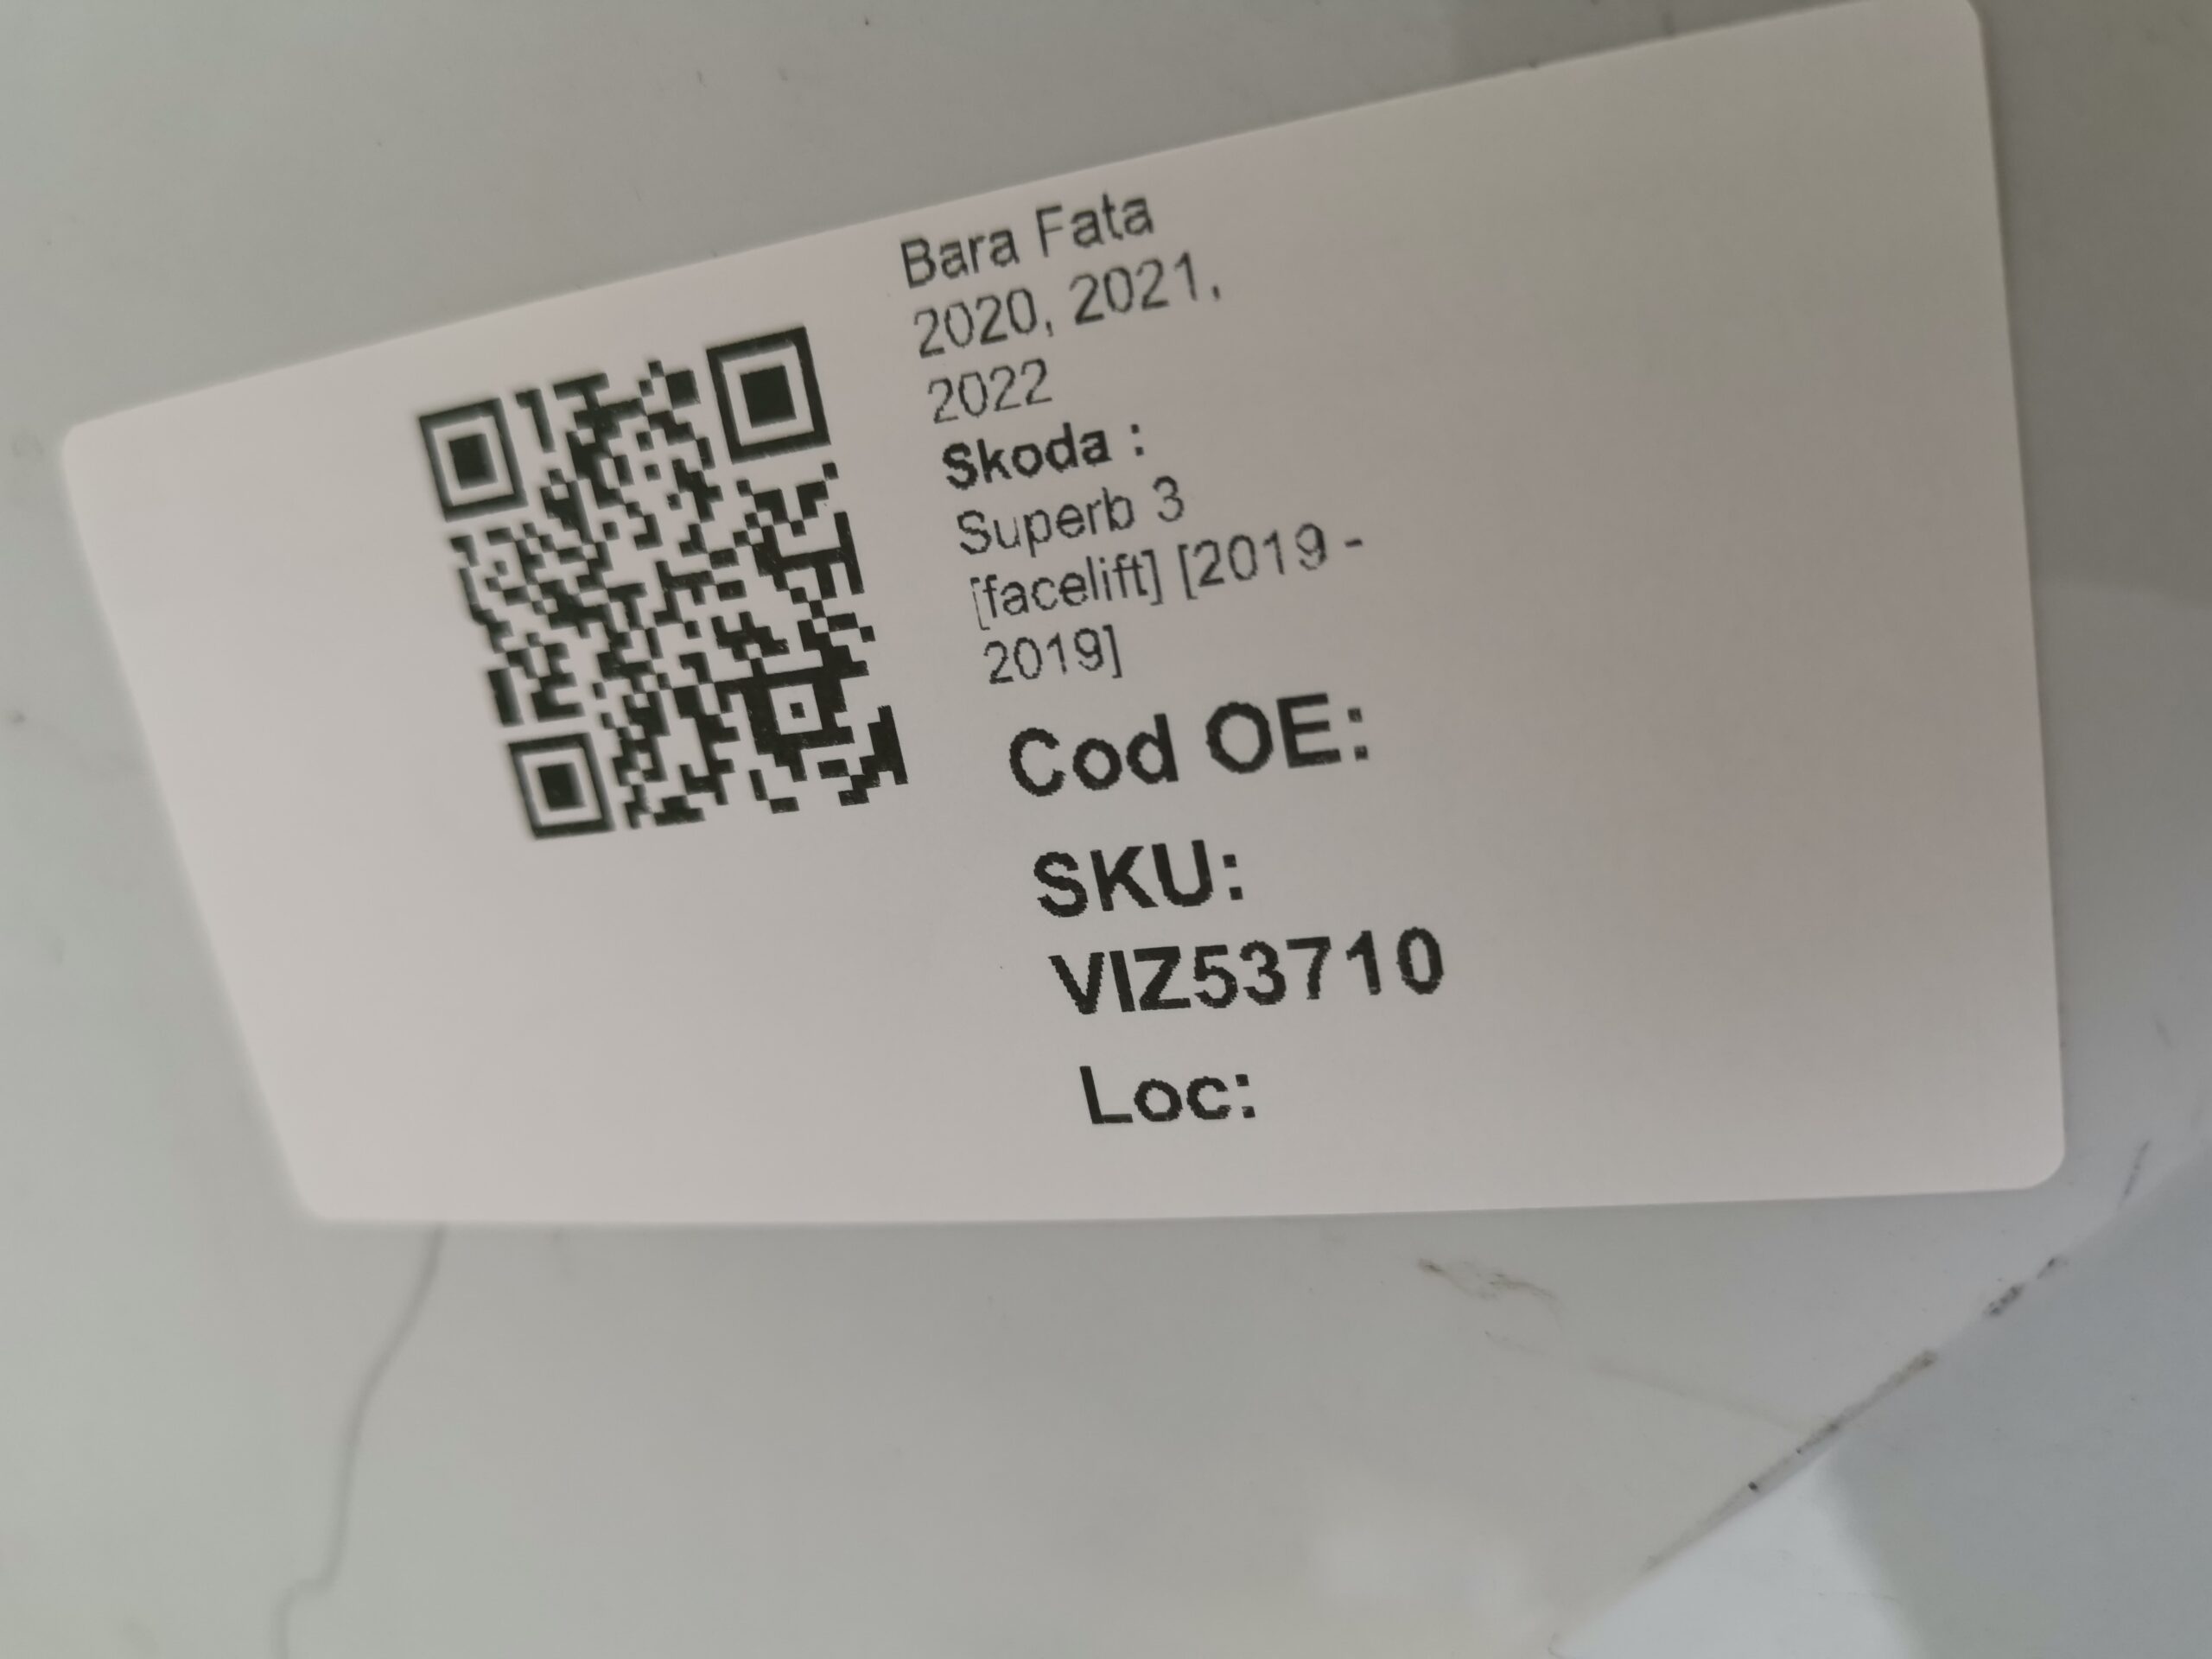 Bara Fata
2020, 2021,
2022
Skoda :
Superb 3
[facelift] [2019 -
2019]
Cod OE:
SKU:
VIZ53710
Loc: